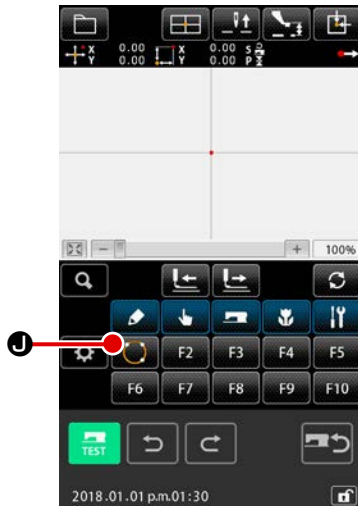 X 0.00 X 0.00 S
Y 0.00 Y 0.00 P
100%
J
F2 F3 F4 F5
F6 F7 F8 F9 F10
TEST
2018.01.01 p.m.01:30